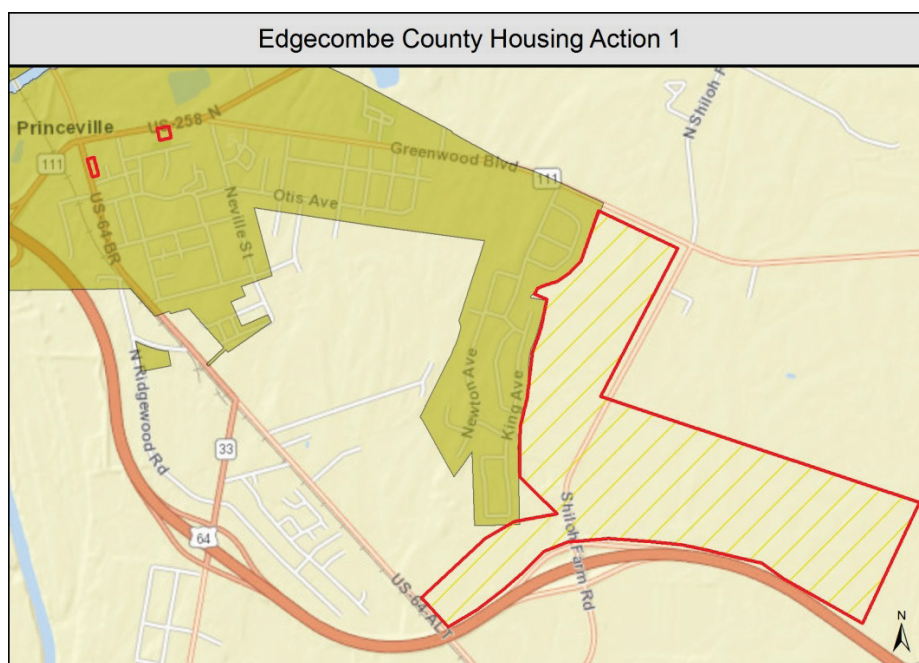 Edgecombe County Housing Action 1
N Shiloh F
US-258 N
Princeville
111
Greenwood Blvd
111
Otis Ave
Neville St
US-64-BR
N Ridgewood Rd
Newton Ave
King Ave
33
64
Shiloh Farm Rd
US-64-ALT
N